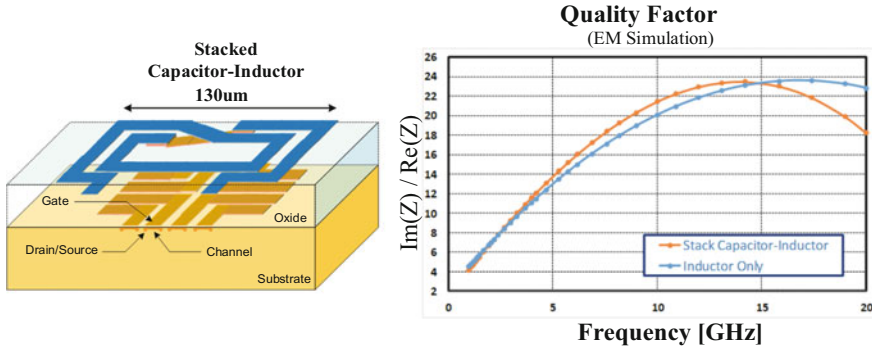 Stacked
Capacitor-Inductor
130um
Gate
Oxide
Drain/Source
Channel
Substrate
Quality Factor
(EM Simulation)
Im(Z) / Re(Z)
26
24
22
20
18
16
14
12
10
8
6
4
2
0
5
10
15
20
Stack Capacitor-Inductor
Inductor Only
Frequency [GHz]